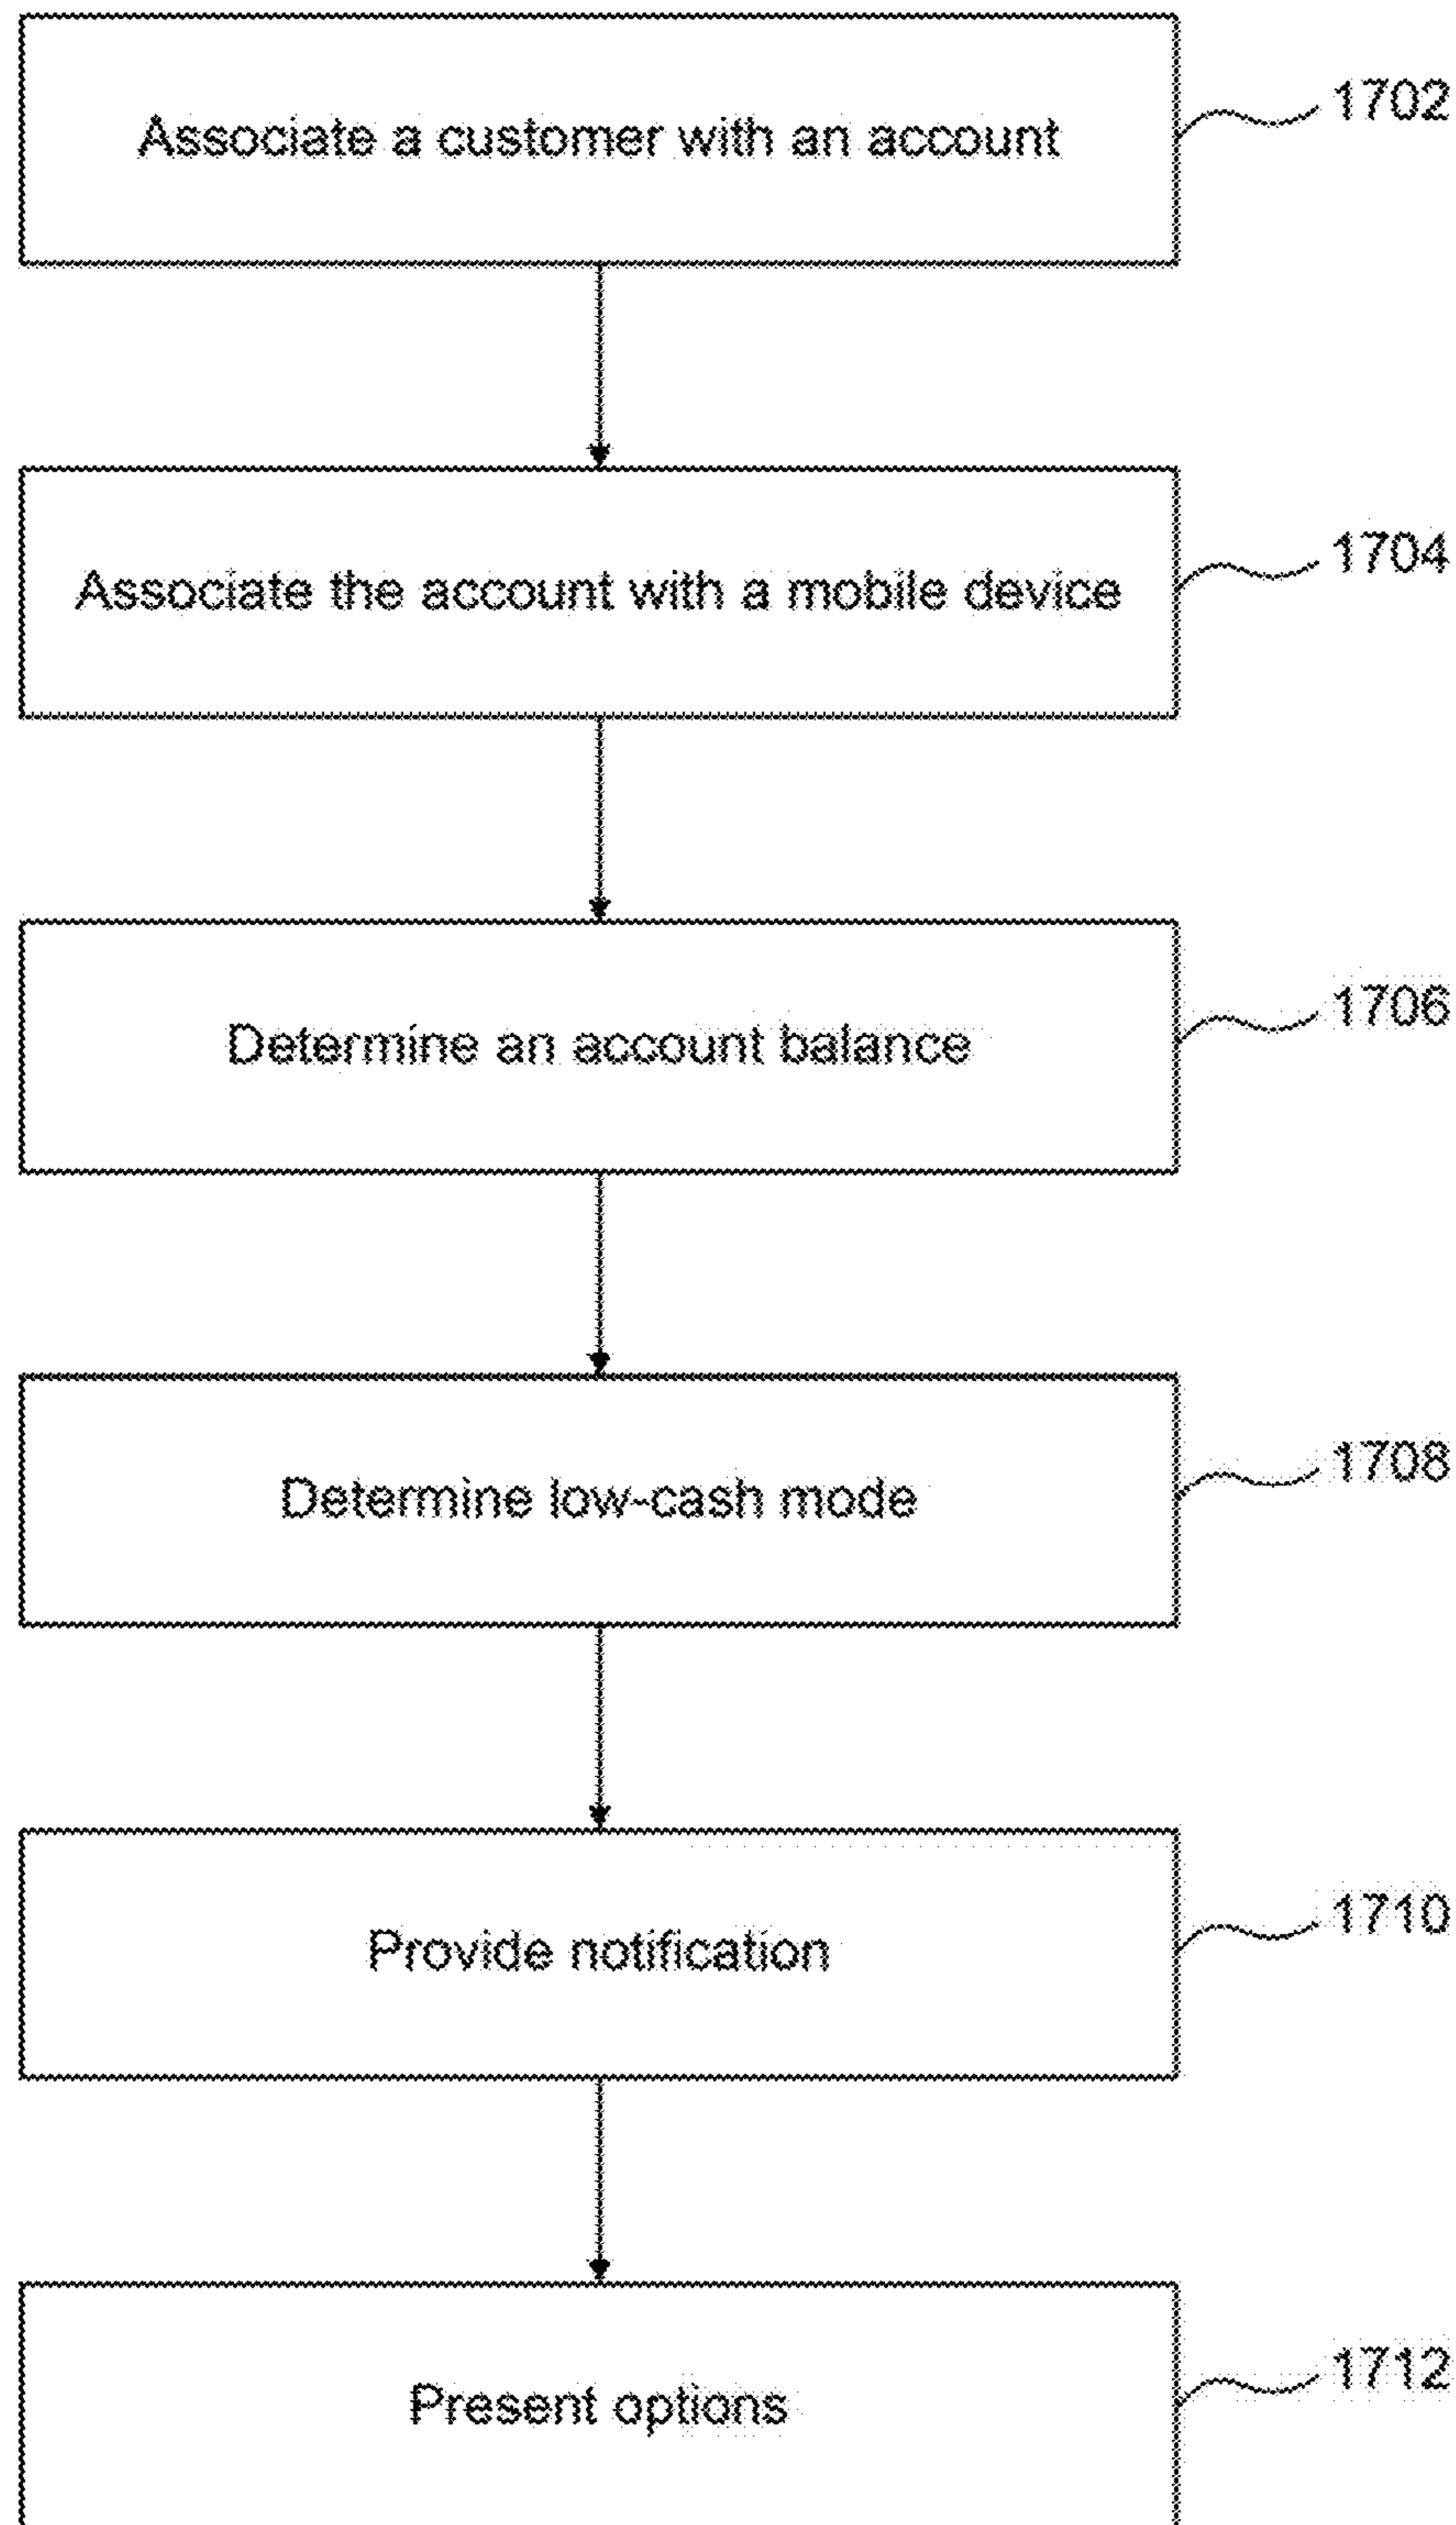 Associate a customer with an account
1702
Associate the account with a mobile device
1704
Determine an account balance
1706
Determine low-cash mode
1708
Provide notification
1710
Present options
1712